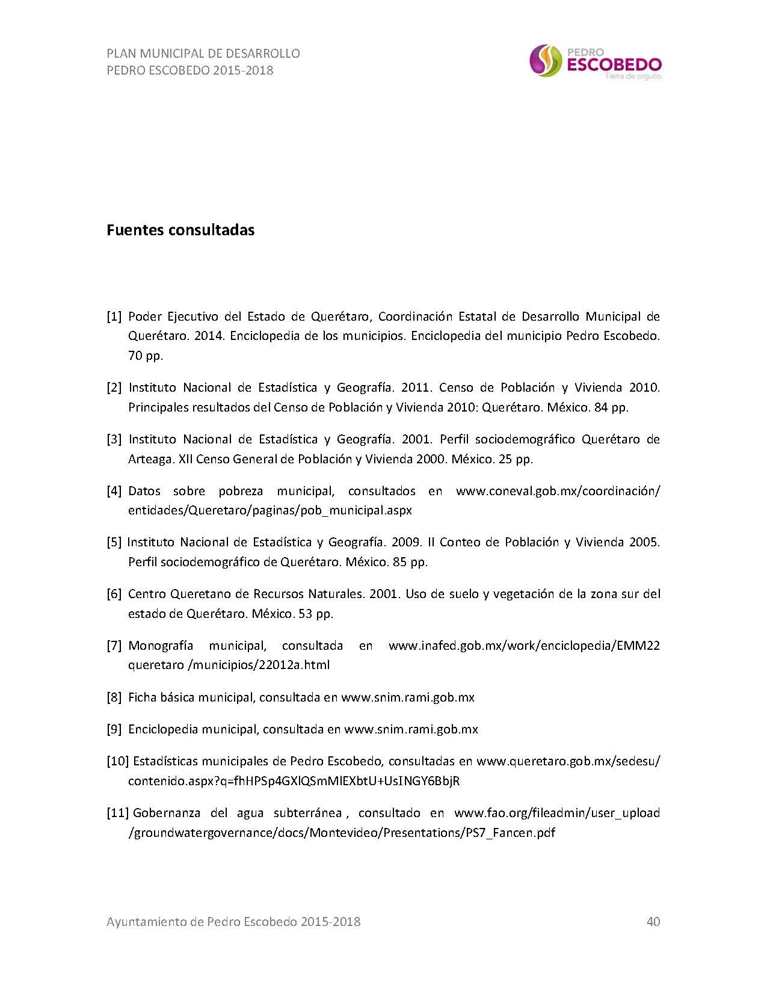 PLAN MUNICIPAL DE DESARROLLO
PEDRO ESCOBEDO 2015-2018
PEDRO
ESCOBEDO
Tierra de orgullo
Fuentes consultadas
[1] Poder Ejecutivo del Estado de Querétaro, Coordinación Estatal de Desarrollo Municipal de
Querétaro. 2014. Enciclopedia de los municipios. Enciclopedia del municipio Pedro Escobedo.
70 pp.
[2] Instituto Nacional de Estadística y Geografía. 2011. Censo de Población y Vivienda 2010.
Principales resultados del Censo de Población y Vivienda 2010: Querétaro. México. 84 pp.
[3] Instituto Nacional de Estadística y Geografía. 2001. Perfil sociodemográfico Querétaro de
Arteaga. XII Censo General de Población y Vivienda 2000. México. 25 pp.
[4] Datos sobre pobreza municipal, consultados en www.coneval.gob.mx/coordinación/
entidades/Queretaro/paginas/pob_municipal.aspx
[5] Instituto Nacional de Estadística y Geografía. 2009. II Conteo de Población y Vivienda 2005.
Perfil sociodemográfico de Querétaro. México. 85 pp.
[6] Centro Queretano de Recursos Naturales. 2001. Uso de suelo y vegetación de la zona sur del
estado de Querétaro. México. 53 pp.
[7] Monografía municipal, consultada en www.inafed.gob.mx/work/enciclopedia/EMM22
queretaro /municipios/22012a.html
[8] Ficha básica municipal, consultada en www.snim.rami.gob.mx
[9] Enciclopedia municipal, consultada en www.snim.rami.gob.mx
[10] Estadísticas municipales de Pedro Escobedo, consultadas en www.queretaro.gob.mx/sedesu/
contenido.aspx?q=fhHPSp4GXlQSmMlEXbtU+UsINGY6BbjR
[11] Gobernanza del agua subterránea , consultado en www.fao.org/fileadmin/user_upload
/groundwatergovernance/docs/Montevideo/Presentations/PS7_Fancen.pdf
Ayuntamiento de Pedro Escobedo 2015-2018 40